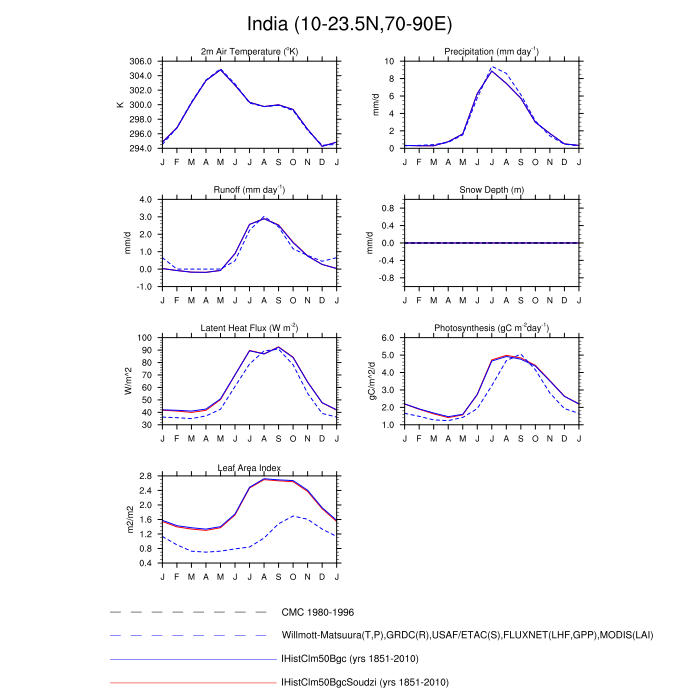 India (10-23.5N,70-90E)
2m Air Temperature (°K)
Precipitation (mm day⁻¹)
306.0
304.0
302.0
300.0
298.0
296.0
294.0
K
J F M A M J J A S O N D J
10
8
6
4
2
0
mm/d
J F M A M J J A S O N D J
Runoff (mm day⁻¹)
Snow Depth (m)
4.0
3.0
2.0
1.0
0.0
-1.0
mm/d
J F M A M J J A S O N D J
0.8
0.4
0.0
-0.4
-0.8
mm/d
J F M A M J J A S O N D J
Latent Heat Flux (W m⁻²)
Photosynthesis (gC m⁻²day⁻¹)
100
90
80
70
60
50
40
30
W/m^2
J F M A M J J A S O N D J
6.0
5.0
4.0
3.0
2.0
1.0
gC/m^2/d
J F M A M J J A S O N D J
Leaf Area Index
2.8
2.4
2.0
1.6
1.2
0.8
0.4
m2/m2
J F M A M J J A S O N D J
CMC 1980-1996
Willmott-Matsuura(T,P),GRDC(R),USAF/ETAC(S),FLUXNET(LHF,GPP),MODIS(LAI)
IHistClm50Bgc (yrs 1851-2010)
IHistClm50BgcSoudzi (yrs 1851-2010)